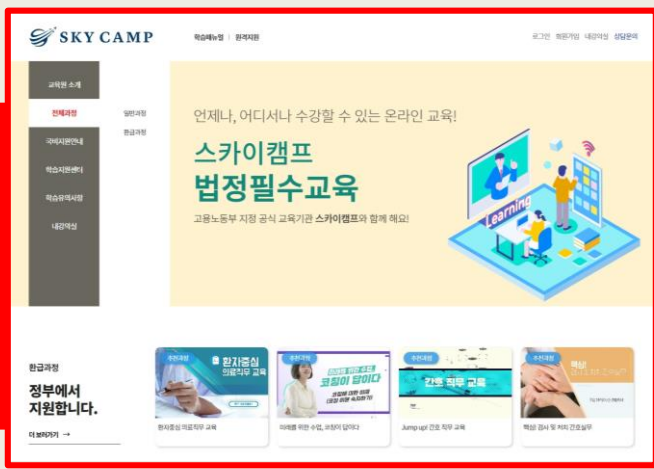 SKY CAMP
학습매뉴얼 | 원격지원
로그인 회원가입 내강의실 상담문의
교육원 소개
전체과정
일반과정
환급과정
국비지원안내
학습지원센터
학습유의사항
내강의실
언제나, 어디서나 수강할 수 있는 온라인 교육!
스카이캠프
법정필수교육
고용노동부 지정 공식 교육기관 스카이캠프와 함께 해요!
Learning
환급과정
정부에서
지원합니다.
더 보러가기 →
추천과정
환자중심
의료직무 교육
환자중심 의료직무 교육
추천과정
미래를 위한 수업,
코칭이 답이다
미래를 위한 수업, 코칭이 답이다
추천과정
간호 직무 교육
Jump up! 간호 직무 교육
추천과정
핵심!
핵심! 검사 및 처치 간호실무